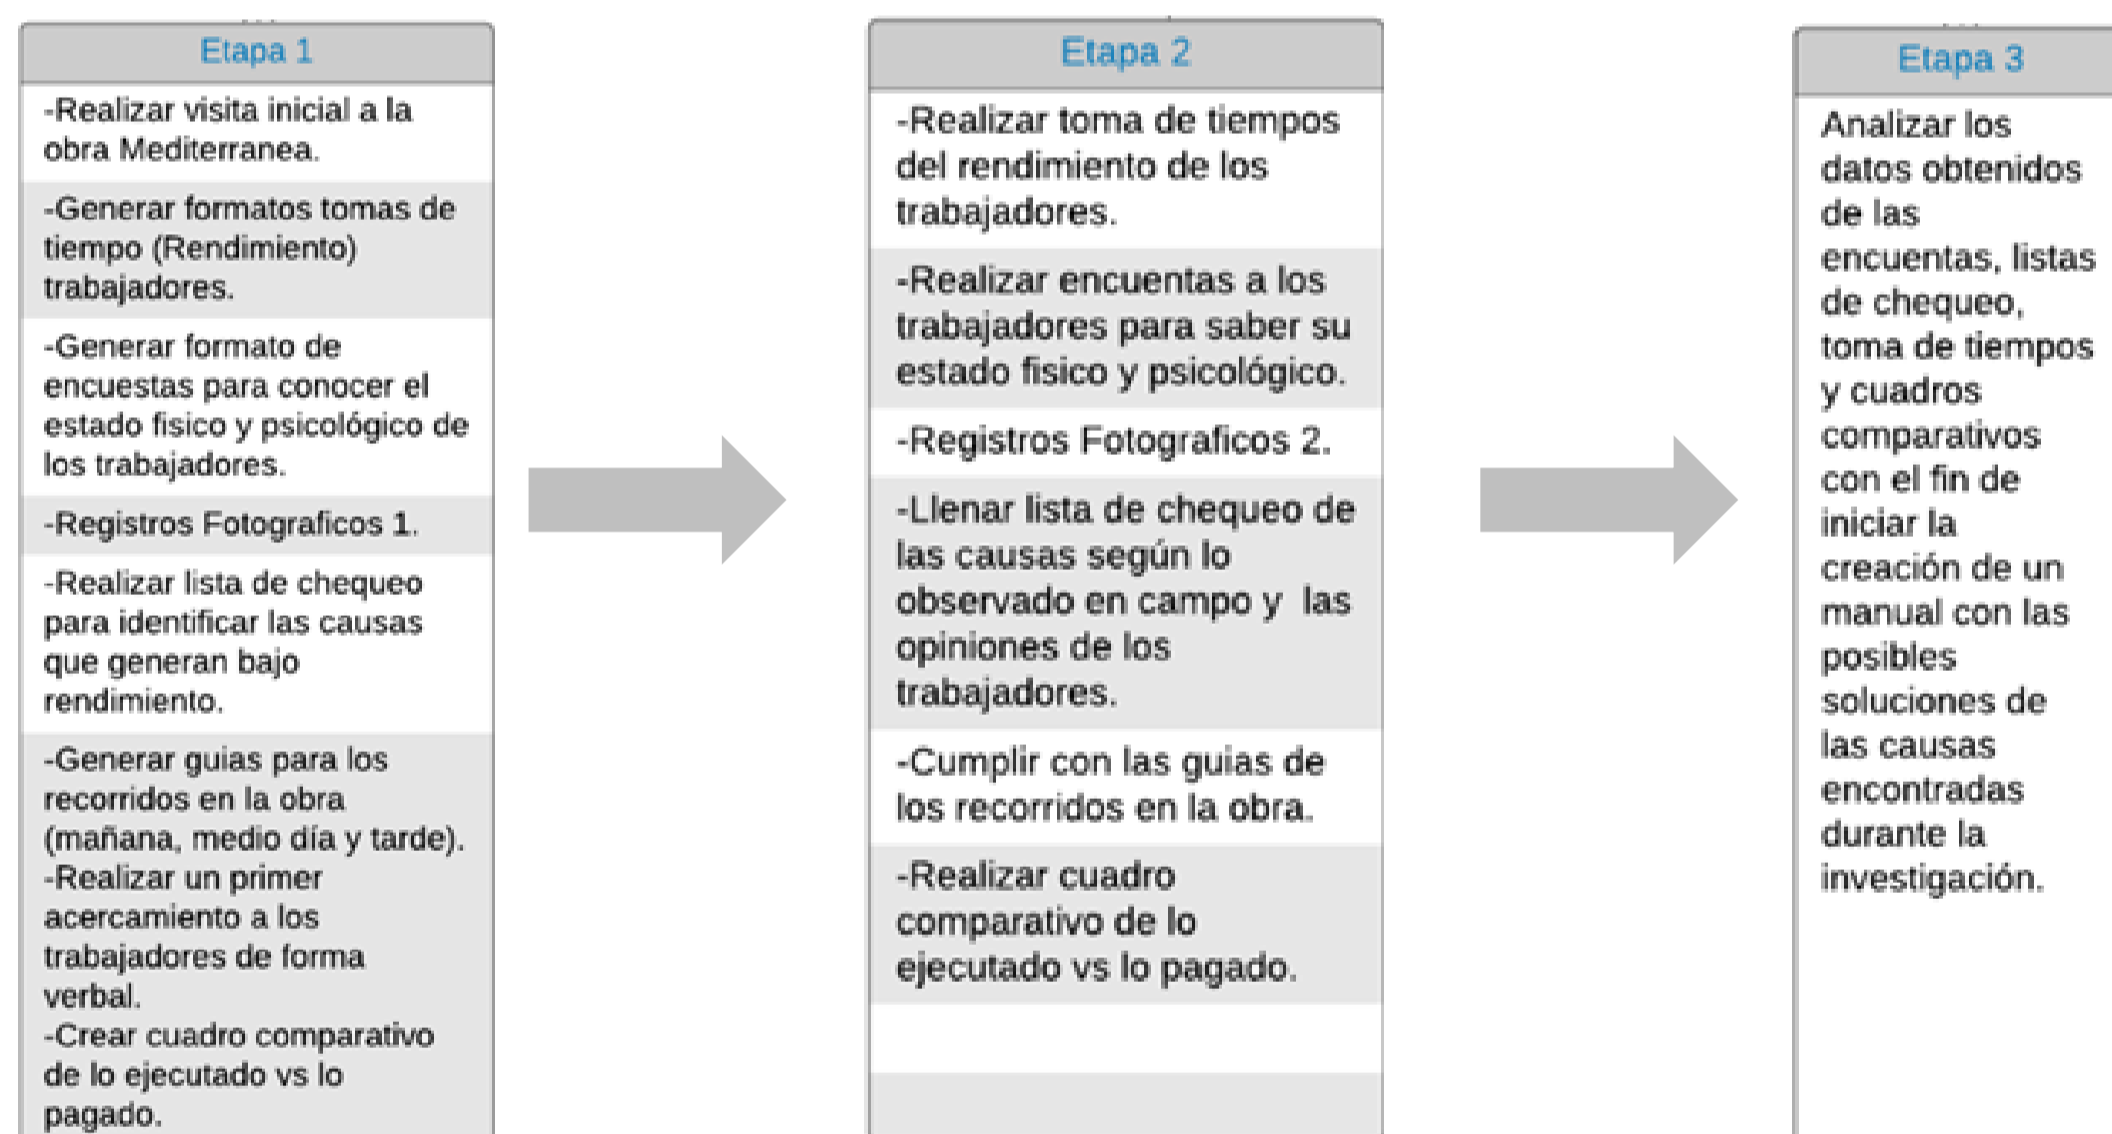 Etapa 1
-Realizar visita inicial a la
obra Mediterranea.
-Generar formatos tomas de
tiempo (Rendimiento)
trabajadores.
-Generar formato de
encuestas para conocer el
estado fisico y psicológico de
los trabajadores.
-Registros Fotograficos 1.
-Realizar lista de chequeo
para identificar las causas
que generan bajo
rendimiento.
-Generar guias para los
recorridos en la obra
(mañana, medio día y tarde).
-Realizar un primer
acercamiento a los
trabajadores de forma
verbal.
-Crear cuadro comparativo
de lo ejecutado vs lo
pagado.
Etapa 2
-Realizar toma de tiempos
del rendimiento de los
trabajadores.
-Realizar encuentas a los
trabajadores para saber su
estado fisico y psicológico.
-Registros Fotograficos 2.
-Llenar lista de chequeo de
las causas según lo
observado en campo y  las
opiniones de los
trabajadores.
-Cumplir con las guias de
los recorridos en la obra.
-Realizar cuadro
comparativo de lo
ejecutado vs lo pagado.
Etapa 3
Analizar los
datos obtenidos
de las
encuentas, listas
de chequeo,
toma de tiempos
y cuadros
comparativos
con el fin de
iniciar la
creación de un
manual con las
posibles
soluciones de
las causas
encontradas
durante la
investigación.